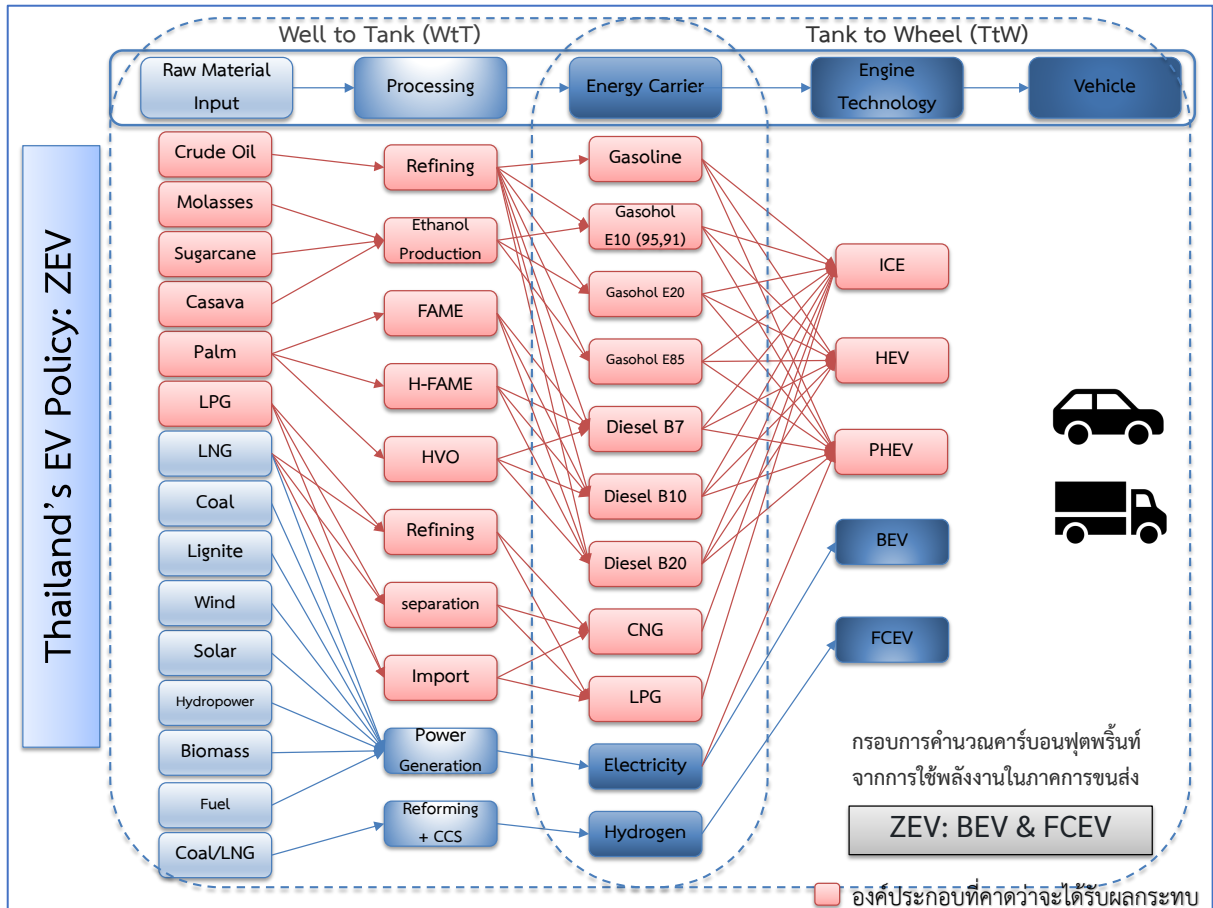 Well to Tank (WtT)
Tank to Wheel (TtW)
Raw Material
Input
Processing
Energy Carrier
Engine
Technology
Vehicle
Thailand's EV Policy: ZEV
Crude Oil
Molasses
Sugarcane
Casava
Palm
LPG
LNG
Coal
Lignite
Wind
Solar
Hydropower
Biomass
Fuel
Coal/LNG
Refining
Ethanol
Production
FAME
H-FAME
HVO
Refining
separation
Import
Power
Generation
Reforming
+ CCS
Gasoline
Gasohol
E10 (95,91)
Gasohol E20
Gasohol E85
Diesel B7
Diesel B10
Diesel B20
CNG
LPG
Electricity
Hydrogen
ICE
HEV
PHEV
BEV
FCEV
กรอบการคำนวณคาร์บอนฟุตพริ้นท์
จากการใช้พลังงานในภาคการขนส่ง
ZEV: BEV & FCEV
องค์ประกอบที่คาดว่าจะได้รับผลกระทบ